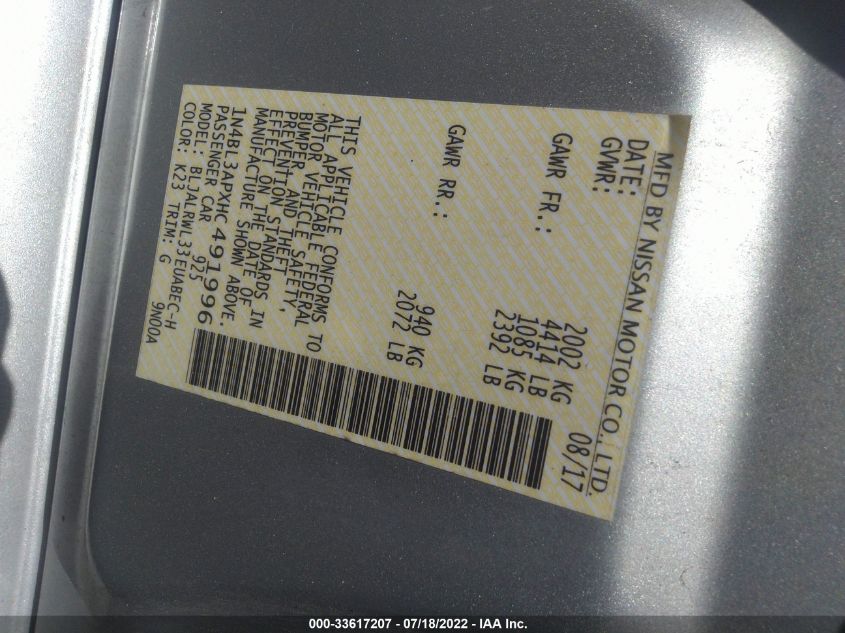 MFD BY NISSAN MOTOR CO., LTD.
DATE: 08/17
GVWR: 2002 KG
4414 LB
GAWR FR.: 1085 KG
2392 LB
GAWR RR.: 940 KG
2072 LB
THIS VEHICLE CONFORMS TO
ALL APPLICABLE FEDERAL
MOTOR VEHICLE SAFETY,
BUMPER, AND THEFT
PREVENTION STANDARDS IN
EFFECT ON THE DATE OF
MANUFACTURE SHOWN ABOVE.
1N4BL3APXHC491996
PASSENGER CAR 925
MODEL: BLJALRWL33EUABEC-H
COLOR: K23 TRIM: G 9N00A
000-33617207 - 07/18/2022 - IAA Inc.